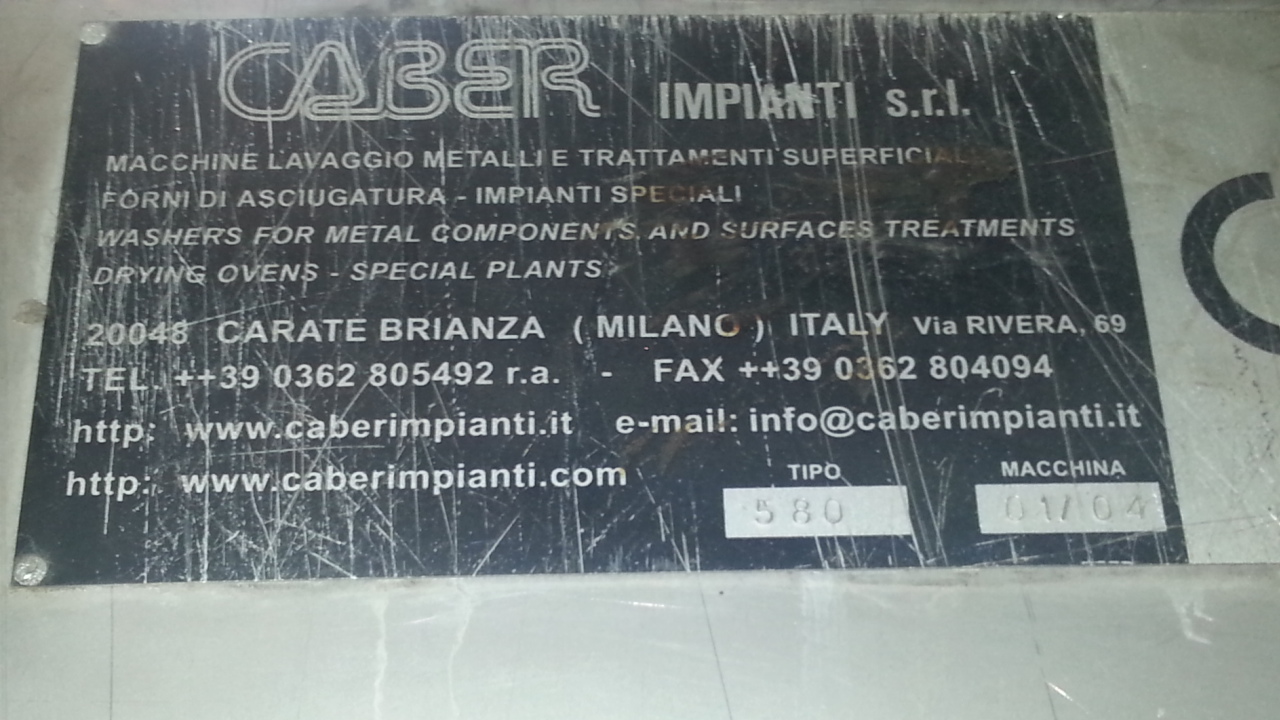 CABER IMPIANTI s.r.l.
MACCHINE LAVAGGIO METALLI E TRATTAMENTI SUPERFICIALI
FORNI DI ASCIUGATURA - IMPIANTI SPECIALI
WASHERS FOR METAL COMPONENTS AND SURFACES TREATMENTS
DRYING OVENS - SPECIAL PLANTS
20048 CARATE BRIANZA ( MILANO ) ITALY Via RIVERA, 69
TEL. ++39 0362 805492 r.a. - FAX ++39 0362 804094
http: www.caberimpianti.it e-mail: info@caberimpianti.it
http: www.caberimpianti.com
TIPO MACCHINA
580 01/04